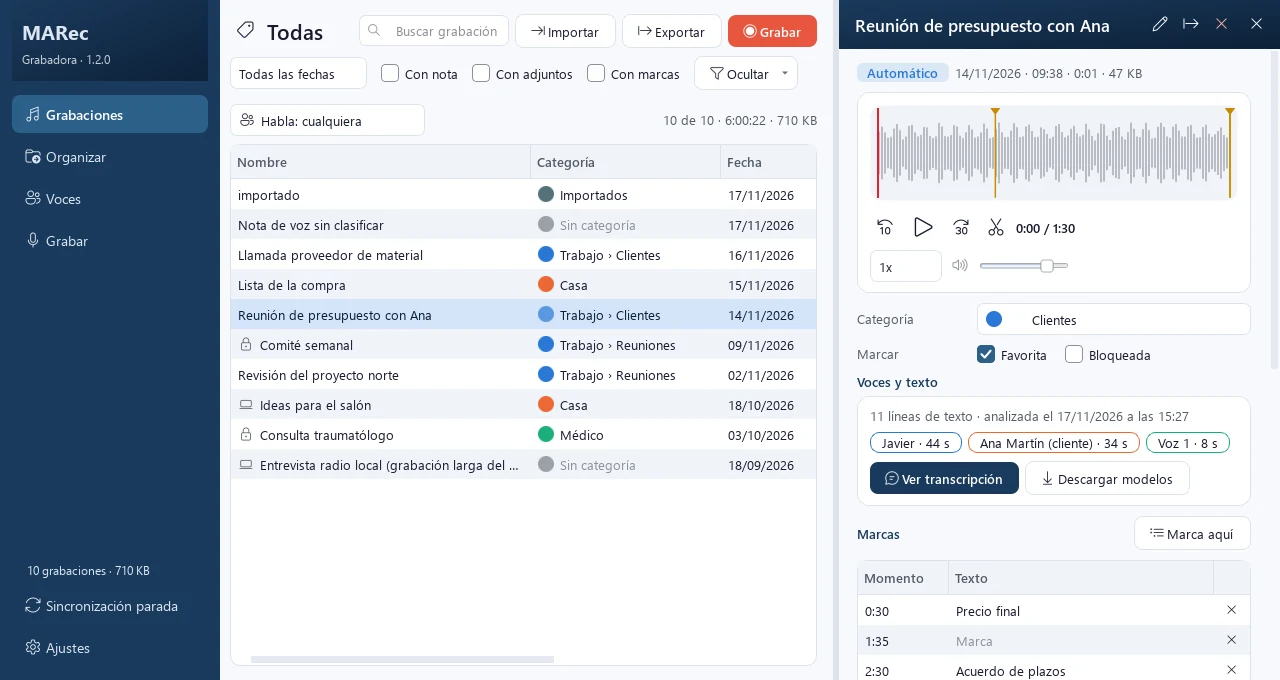 MARec
Grabadora · 1.2.0
Grabaciones
Organizar
Voces
Grabar
10 grabaciones · 710 KB
Sincronización parada
Ajustes
Todas
Buscar grabación
Importar
Exportar
Grabar
Todas las fechas
Con nota
Con adjuntos
Con marcas
Ocultar
Habla: cualquiera
10 de 10 · 6:00:22 · 710 KB
Nombre Categoría Fecha
importado Importados 17/11/2026
Nota de voz sin clasificar Sin categoría 17/11/2026
Llamada proveedor de material Trabajo › Clientes 16/11/2026
Lista de la compra Casa 15/11/2026
Reunión de presupuesto con Ana Trabajo › Clientes 14/11/2026
Comité semanal Trabajo › Reuniones 09/11/2026
Revisión del proyecto norte Trabajo › Reuniones 02/11/2026
Ideas para el salón Casa 18/10/2026
Consulta traumatólogo Médico 03/10/2026
Entrevista radio local (grabación larga del ... Sin categoría 18/09/2026
Reunión de presupuesto con Ana
Automático 14/11/2026 · 09:38 · 0:01 · 47 KB
10 30 0:00 / 1:30
1x
Categoría Clientes
Marcar Favorita Bloqueada
Voces y texto
11 líneas de texto · analizada el 17/11/2026 a las 15:27
Javier · 44 s Ana Martín (cliente) · 34 s Voz 1 · 8 s
Ver transcripción Descargar modelos
Marcas Marca aquí
Momento Texto
0:30 Precio final
1:35 Marca
2:30 Acuerdo de plazos